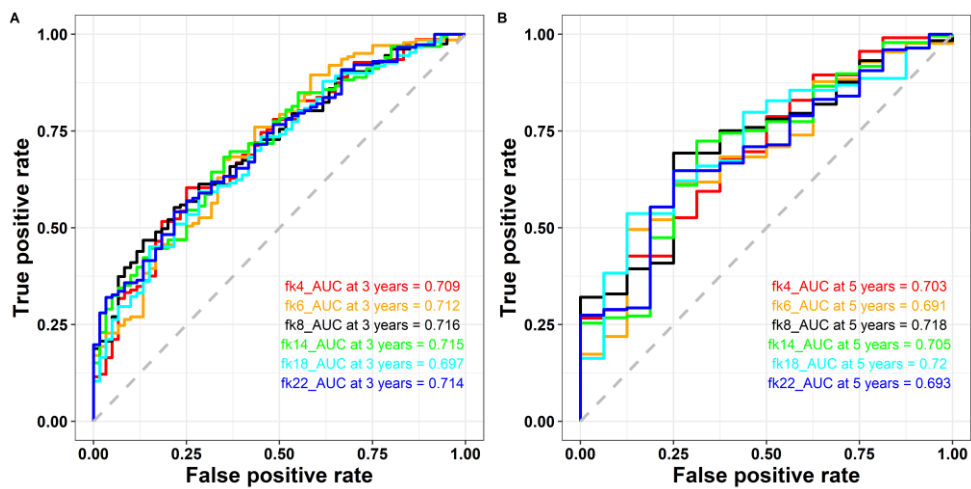 A
True positive rate
1.00
0.75
0.50
0.25
0.00
fk4_AUC at 3 years = 0.709
fk6_AUC at 3 years = 0.712
fk8_AUC at 3 years = 0.716
fk14_AUC at 3 years = 0.715
fk18_AUC at 3 years = 0.697
fk22_AUC at 3 years = 0.714
0.00 0.25 0.50 0.75 1.00
False positive rate
B
True positive rate
1.00
0.75
0.50
0.25
0.00
fk4_AUC at 5 years = 0.703
fk6_AUC at 5 years = 0.691
fk8_AUC at 5 years = 0.718
fk14_AUC at 5 years = 0.705
fk18_AUC at 5 years = 0.72
fk22_AUC at 5 years = 0.693
0.00 0.25 0.50 0.75 1.00
False positive rate